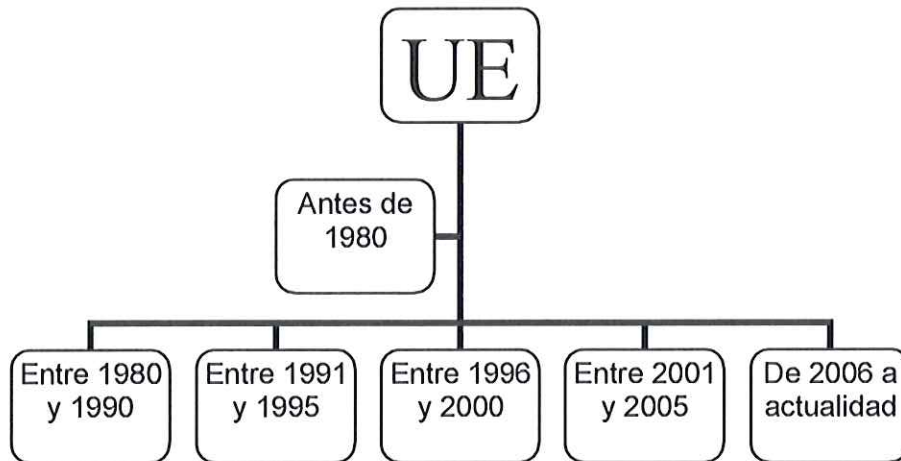 UE
Antes de
1980
Entre 1980
y 1990
Entre 1991
y 1995
Entre 1996
y 2000
Entre 2001
y 2005
De 2006 a
actualidad